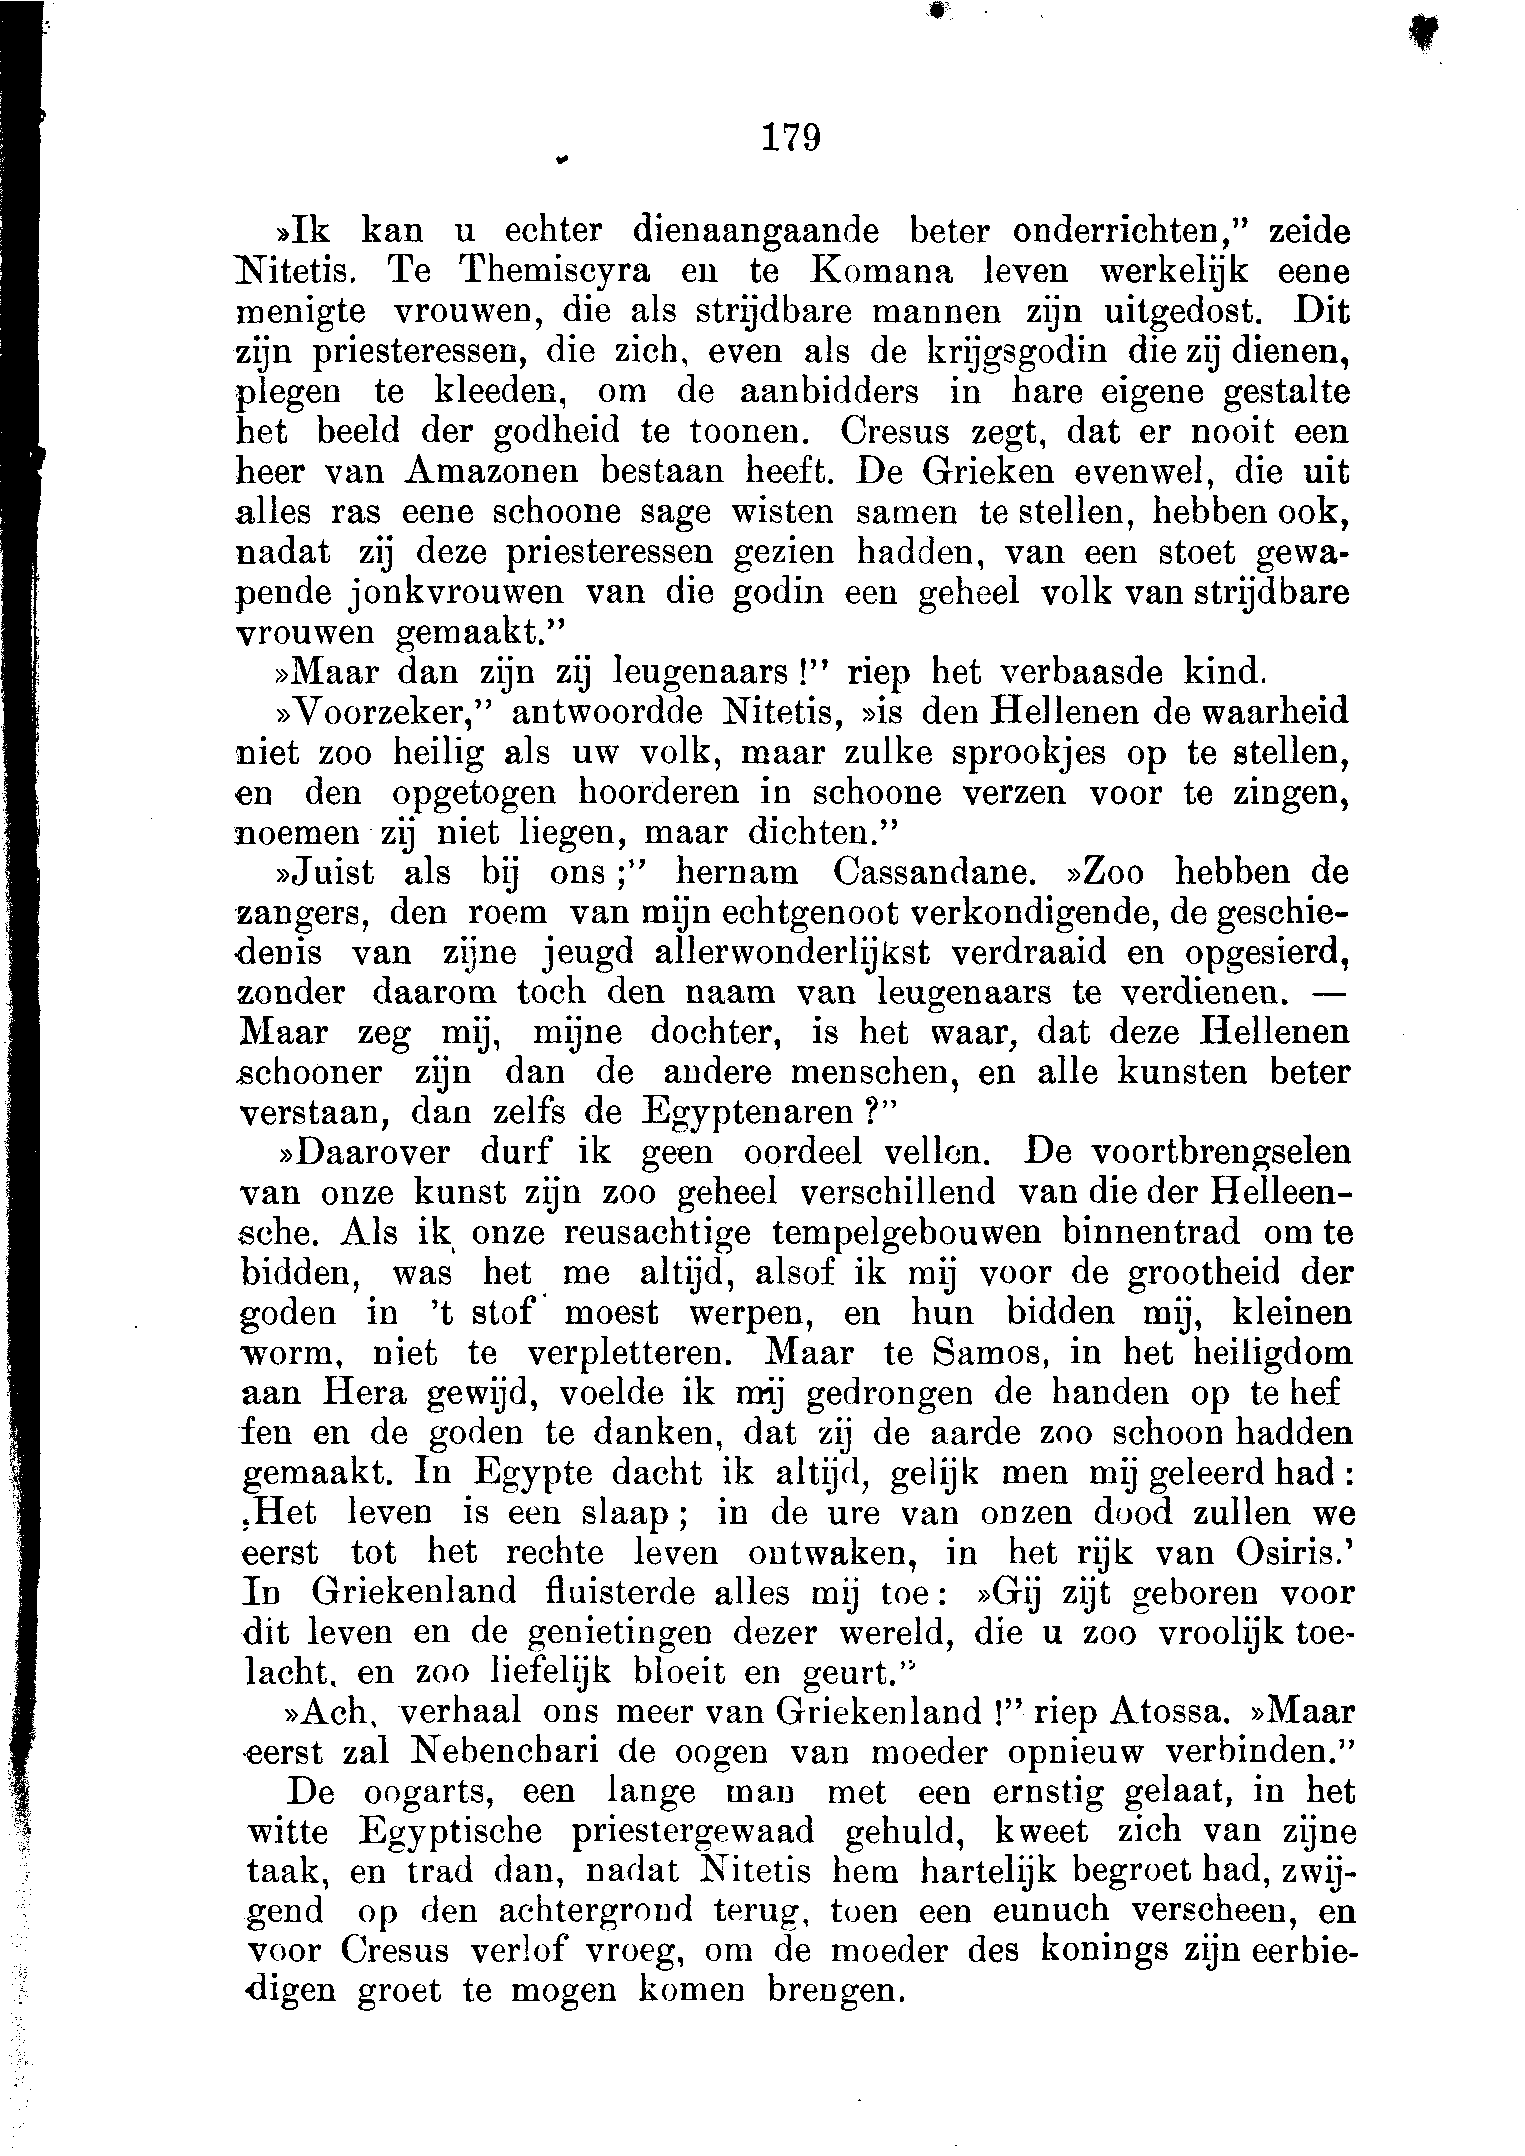 179
»Ik kan u echter dienaangaande beter onderrichten,” zeide
Nitetis. Te Themiscyra en te Komana leven werkelijk eene
menigte vrouwen, die als strijdbare mannen zijn uitgedost. Dit
zijn priesteressen, die zich, even als de krijgsgodin die zij dienen,
plegen te kleeden, om de aanbidders in hare eigene gestalte
het beeld der godheid te toonen. Cresus zegt, dat er nooit een
heer van Amazonen bestaan heeft. De Grieken evenwel, die uit
alles ras eene schoone sage wisten samen te stellen, hebben ook,
nadat zij deze priesteressen gezien hadden, van een stoet gewa-
pende jonkvrouwen van die godin een geheel volk van strijdbare
vrouwen gemaakt.”
»Maar dan zijn zij leugenaars !” riep het verbaasde kind.
»Voorzeker,” antwoordde Nitetis, »is den Hellenen de waarheid
niet zoo heilig als uw volk, maar zulke sprookjes op te stellen,
en den opgetogen hoorderen in schoone verzen voor te zingen,
noemen zij niet liegen, maar dichten.”
»Juist als bij ons ;” hernam Cassandane. »Zoo hebben de
zangers, den roem van mijn echtgenoot verkondigende, de geschie-
denis van zijne jeugd allerwonderlijkst verdraaid en opgesierd,
zonder daarom toch den naam van leugenaars te verdienen. —
Maar zeg mij, mijne dochter, is het waar, dat deze Hellenen
schooner zijn dan de andere menschen, en alle kunsten beter
verstaan, dan zelfs de Egyptenaren ?”
»Daarover durf ik geen oordeel vellen. De voortbrengselen
van onze kunst zijn zoo geheel verschillend van die der Helleen-
sche. Als ik onze reusachtige tempelgebouwen binnentrad om te
bidden, was het me altijd, alsof ik mij voor de grootheid der
goden in ’t stof moest werpen, en hun bidden mij, kleinen
worm, niet te verpletteren. Maar te Samos, in het heiligdom
aan Hera gewijd, voelde ik mij gedrongen de handen op te hef
fen en de goden te danken, dat zij de aarde zoo schoon hadden
gemaakt. In Egypte dacht ik altijd, gelijk men mij geleerd had :
‚Het leven is een slaap ; in de ure van onzen dood zullen we
eerst tot het rechte leven ontwaken, in het rijk van Osiris.’
In Griekenland fluisterde alles mij toe : »Gij zijt geboren voor
dit leven en de genietingen dezer wereld, die u zoo vroolijk toe-
lacht, en zoo liefelijk bloeit en geurt.”
»Ach, verhaal ons meer van Griekenland !” riep Atossa. »Maar
eerst zal Nebenchari de oogen van moeder opnieuw verbinden.”
De oogarts, een lange man met een ernstig gelaat, in het
witte Egyptische priestergewaad gehuld, kweet zich van zijne
taak, en trad dan, nadat Nitetis hem hartelijk begroet had, zwij-
gend op den achtergrond terug, toen een eunuch verscheen, en
voor Cresus verlof vroeg, om de moeder des konings zijn eerbie-
digen groet te mogen komen brengen.